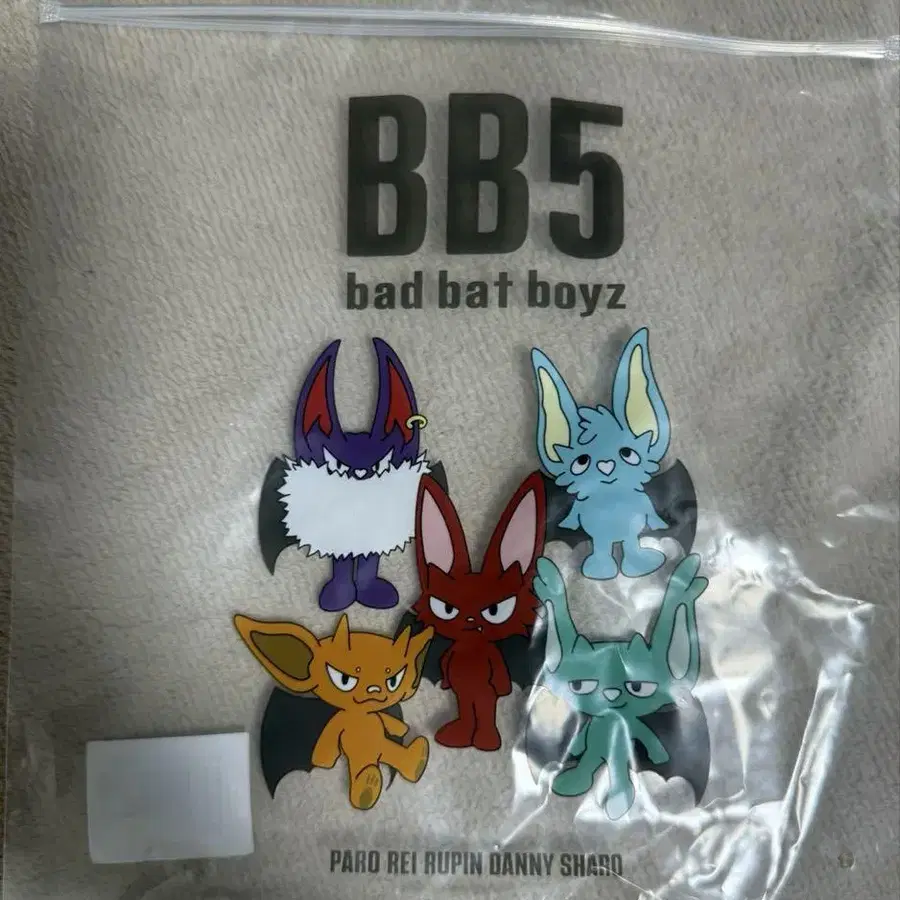 BB5
bad bat boyz
PARO REI RUPIN DANNY SHARO